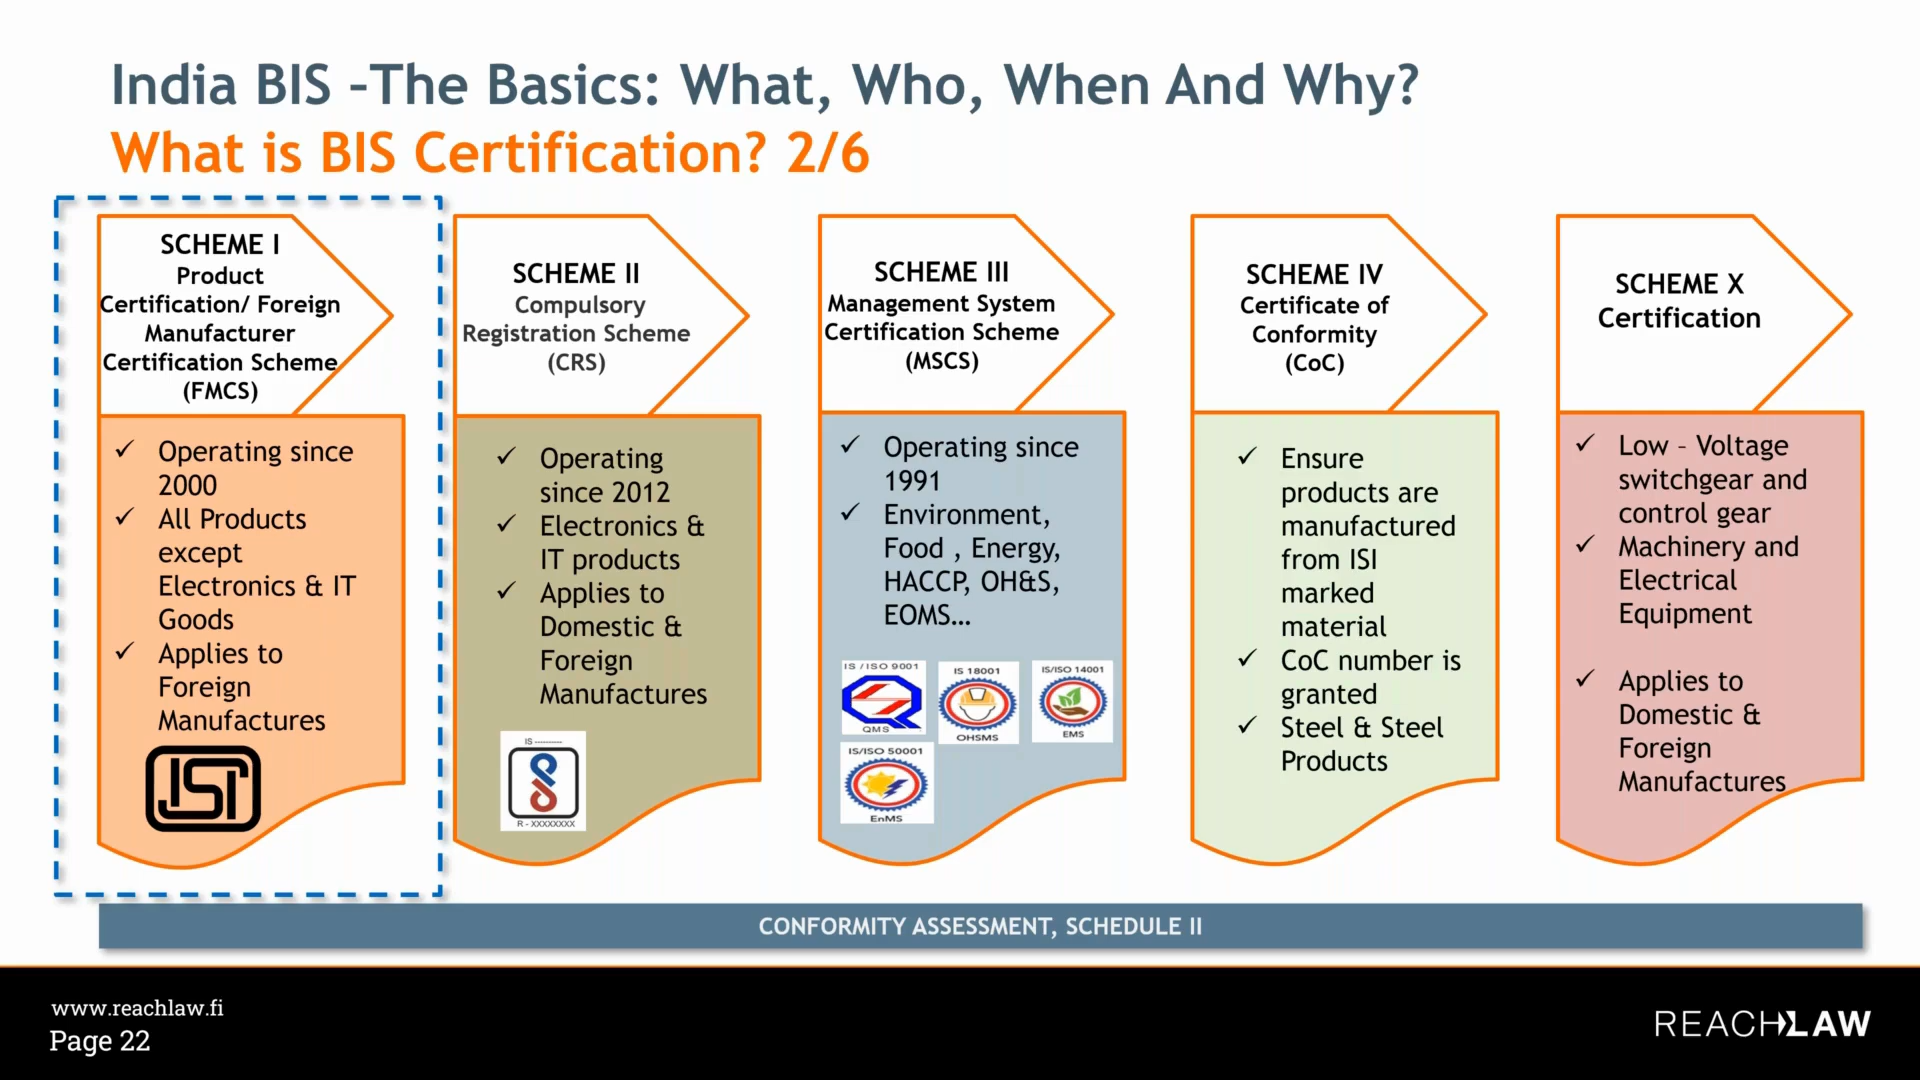 India BIS –The Basics: What, Who, When And Why?
What is BIS Certification? 2/6
SCHEME I
Product
Certification/ Foreign
Manufacturer
Certification Scheme
(FMCS)
✓ Operating since
2000
✓ All Products
except
Electronics & IT
Goods
✓ Applies to
Foreign
Manufactures
ISI
SCHEME II
Compulsory
Registration Scheme
(CRS)
✓ Operating
since 2012
✓ Electronics &
IT products
✓ Applies to
Domestic &
Foreign
Manufactures
IS ----------
R - XXXXXXXX
SCHEME III
Management System
Certification Scheme
(MSCS)
✓ Operating since
1991
✓ Environment,
Food , Energy,
HACCP, OH&S,
EOMS…
IS / ISO 9001
QMS
IS 18001
OHSMS
IS/ISO 14001
EMS
IS/ISO 50001
EnMS
SCHEME IV
Certificate of
Conformity
(CoC)
✓ Ensure
products are
manufactured
from ISI
marked
material
✓ CoC number is
granted
✓ Steel & Steel
Products
SCHEME X
Certification
✓ Low – Voltage
switchgear and
control gear
✓ Machinery and
Electrical
Equipment
✓ Applies to
Domestic &
Foreign
Manufactures
CONFORMITY ASSESSMENT, SCHEDULE II
www.reachlaw.fi
Page 22
REACHLAW